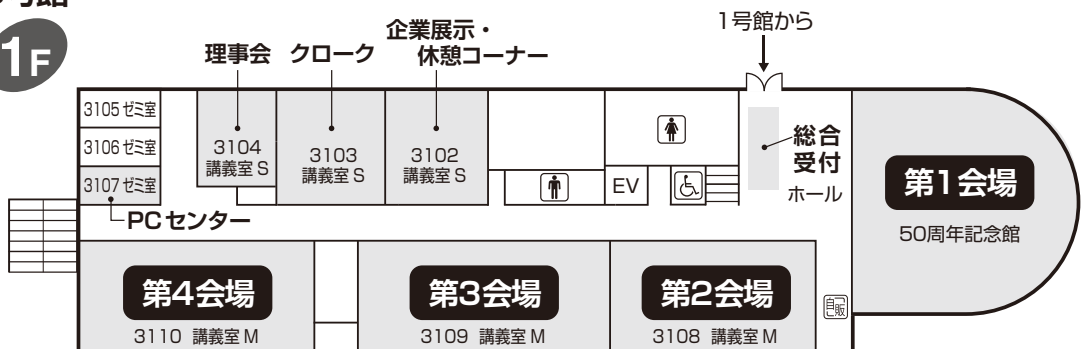 1F
1号館から
企業展示・
休憩コーナー
理事会
クローク
3105 ゼミ室
3106 ゼミ室
3107 ゼミ室
PCセンター
3104
講義室 S
3103
講義室 S
3102
講義室 S
EV
総合
受付
ホール
第1会場
50周年記念館
第4会場
3110 講義室 M
第3会場
3109 講義室 M
第2会場
3108 講義室 M
自販